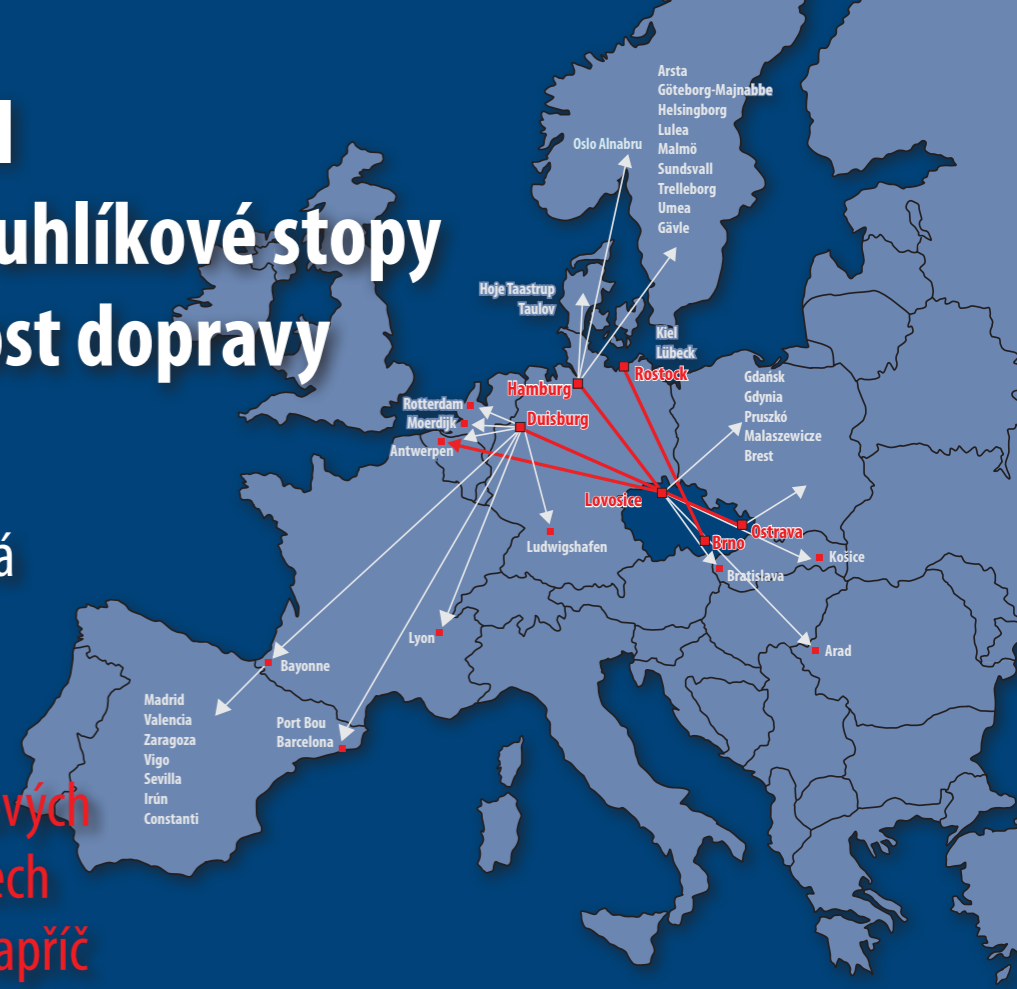 l
uhlíkové stopy
ost dopravy
á
ových
ech
apříč
Arsta
Göteborg-Majnabbe
Helsingborg
Lulea
Malmö
Sundsvall
Trelleborg
Umea
Gävle
Oslo Alnabru
Hoje Taastrup
Taulov
Kiel
Lübeck
Rostock
Hamburg
Gdańsk
Gdynia
Pruszkó
Malaszewicze
Brest
Rotterdam
Moerdijk
Antwerpen
Duisburg
Lovosice
Ostrava
Brno
Ludwigshafen
Košice
Bratislava
Lyon
Arad
Bayonne
Madrid
Valencia
Zaragoza
Vigo
Sevilla
Irún
Constanti
Port Bou
Barcelona